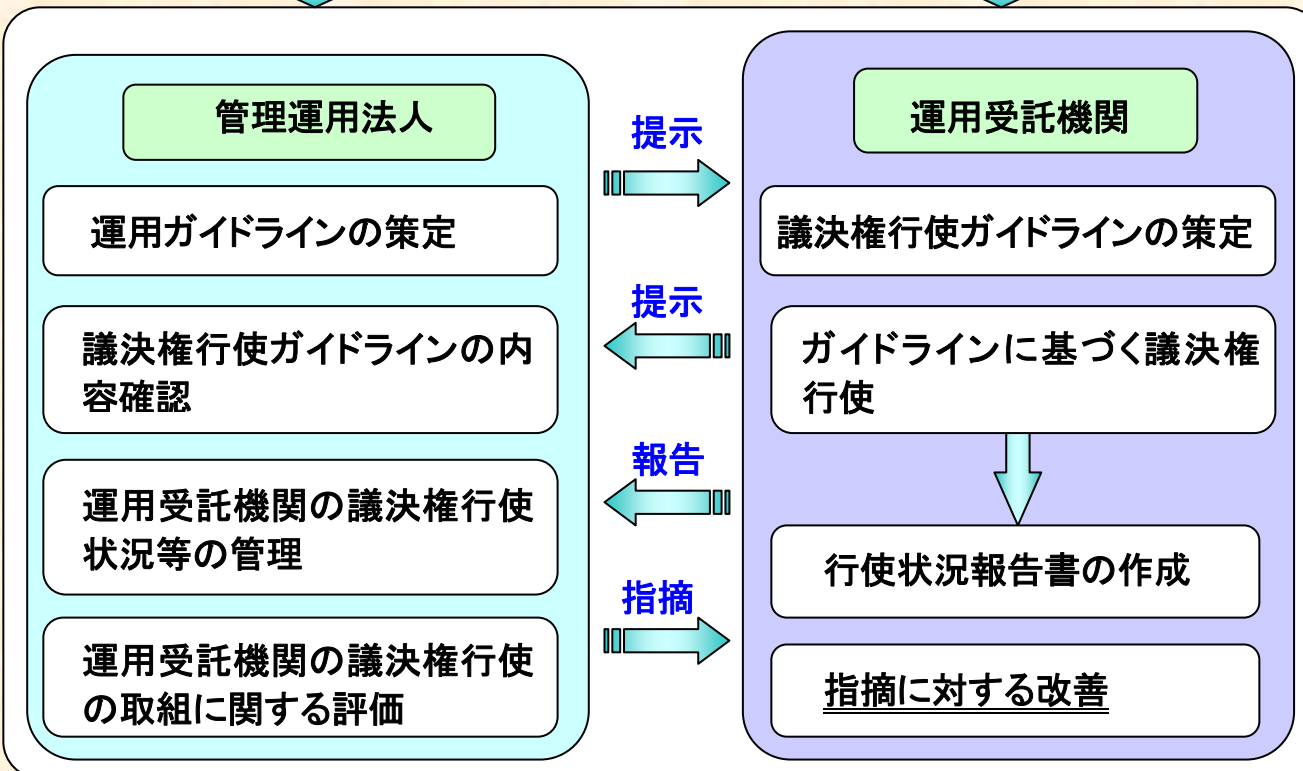 管理運用法人
運用ガイドラインの策定
議決権行使ガイドラインの内
容確認
運用受託機関の議決権行使
状況等の管理
運用受託機関の議決権行使
の取組に関する評価
提示
提示
報告
指摘
運用受託機関
議決権行使ガイドラインの策定
ガイドラインに基づく議決権
行使
行使状況報告書の作成
指摘に対する改善